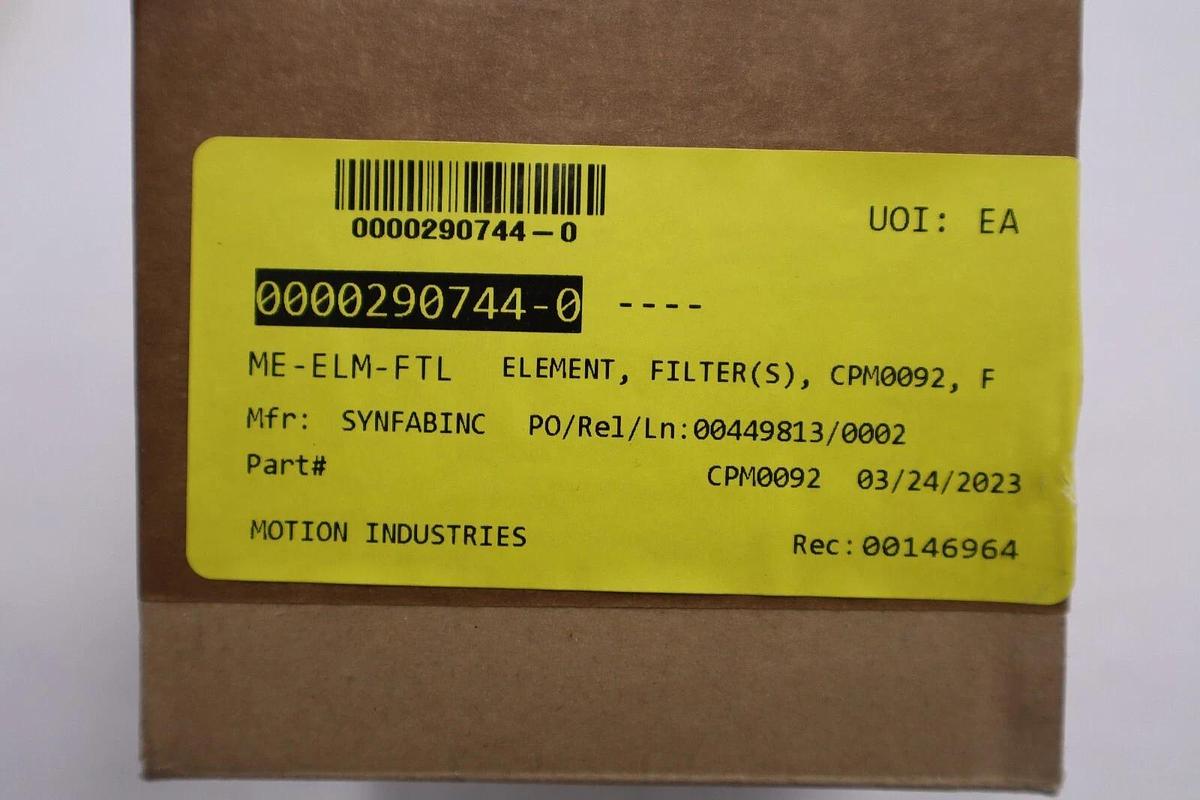 0000290744-0
UOI: EA
0000290744-0 ----
ME-ELM-FTL ELEMENT, FILTER(S), CPM0092, F
Mfr: SYNFABINC PO/Rel/Ln:00449813/0002
Part# CPM0092 03/24/2023
MOTION INDUSTRIES Rec:00146964